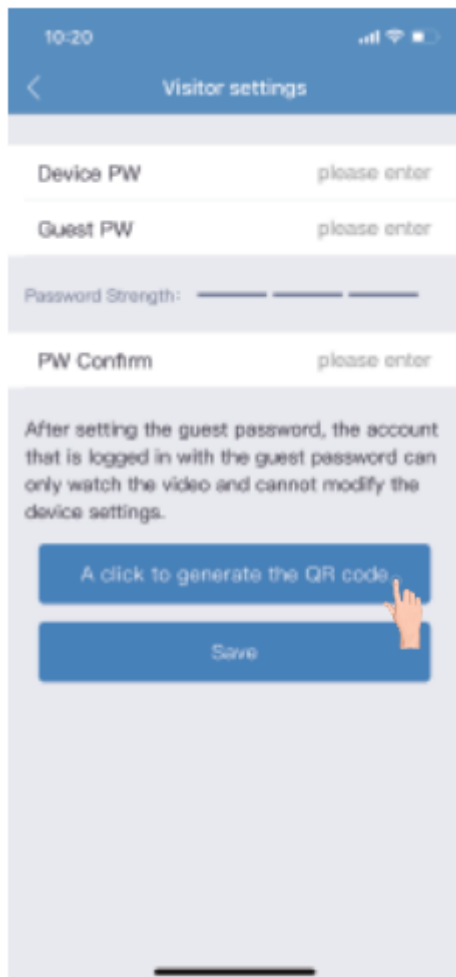 10:20
Visitor settings
Device PW please enter
Guest PW please enter
Password Strength:
PW Confirm please enter
After setting the guest password, the account
that is logged in with the guest password can
only watch the video and cannot modify the
device settings.
A click to generate the QR code
Save